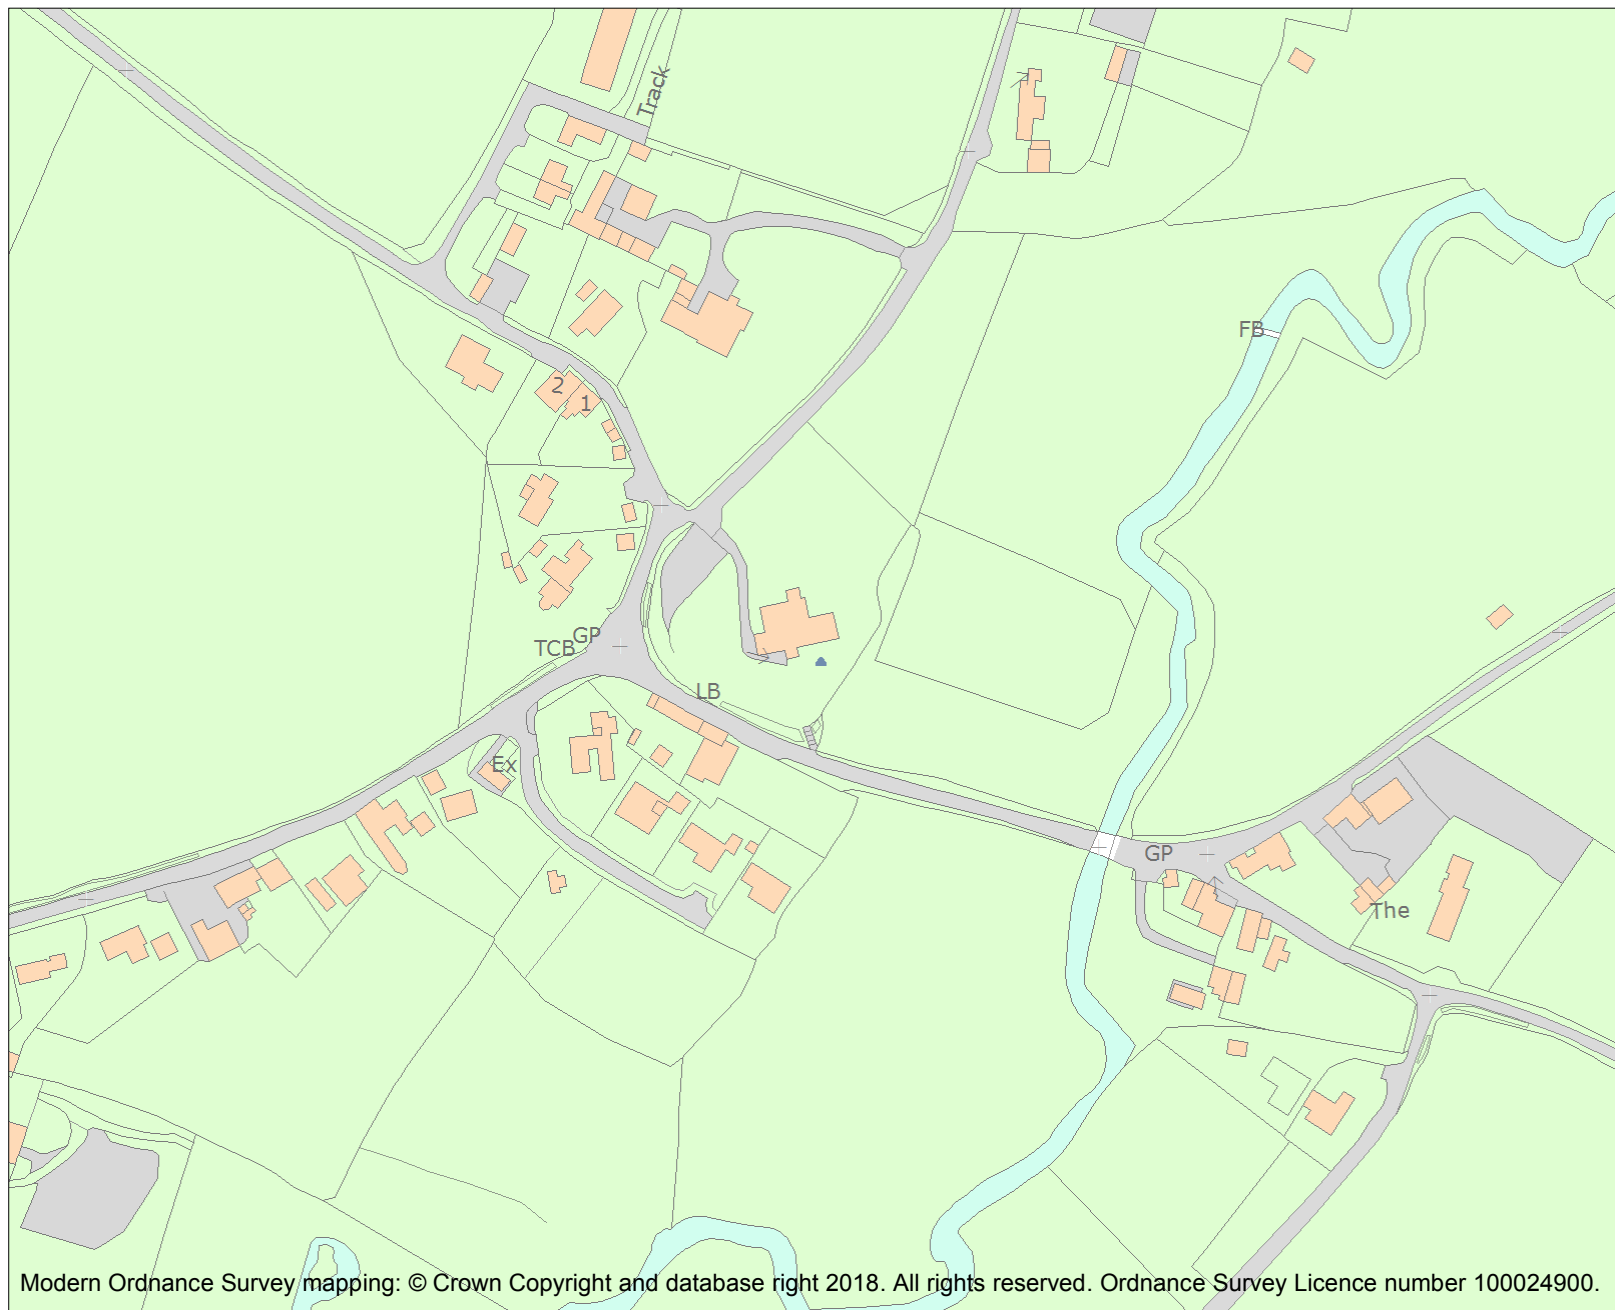 Track
FB
2
1
GP
TCB
LB
Ex
GP
The
Modern Ordnance Survey mapping: © Crown Copyright and database right 2018. All rights reserved. Ordnance Survey Licence number 100024900.